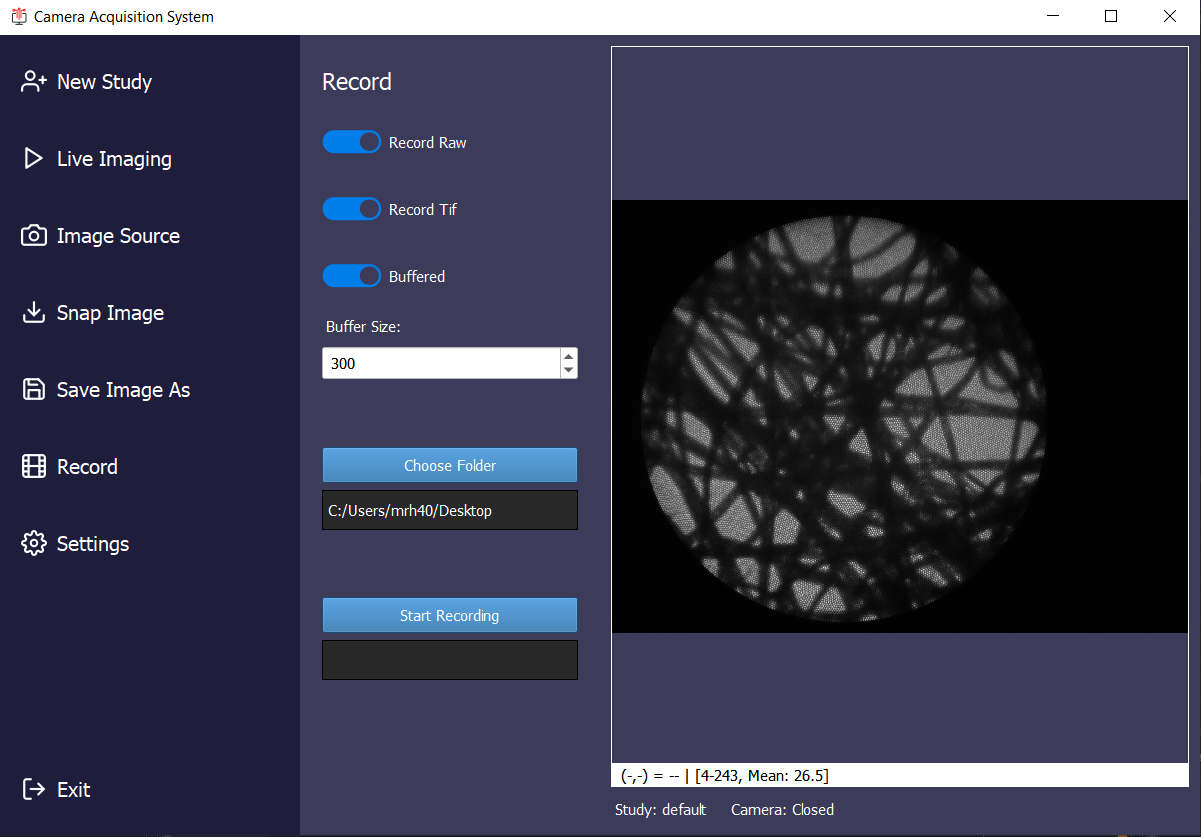 Camera Acquisition System
New Study
Live Imaging
Image Source
Snap Image
Save Image As
Record
Settings
Exit
Record
Record Raw
Record Tif
Buffered
Buffer Size:
300
Choose Folder
C:/Users/mrh40/Desktop
Start Recording
(-,-) = -- | [4-243, Mean: 26.5]
Study: default Camera: Closed